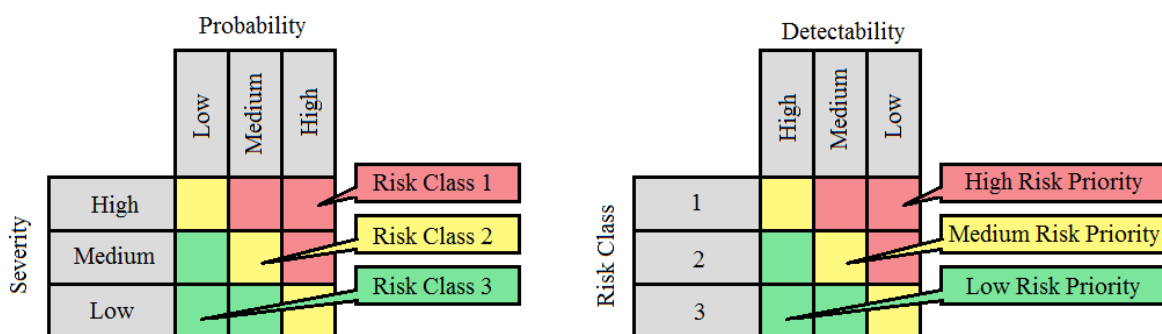 Probability
Low
Medium
High
Severity
High
Medium
Low
Risk Class 1
Risk Class 2
Risk Class 3
Detectability
High
Medium
Low
Risk Class
1
2
3
High Risk Priority
Medium Risk Priority
Low Risk Priority